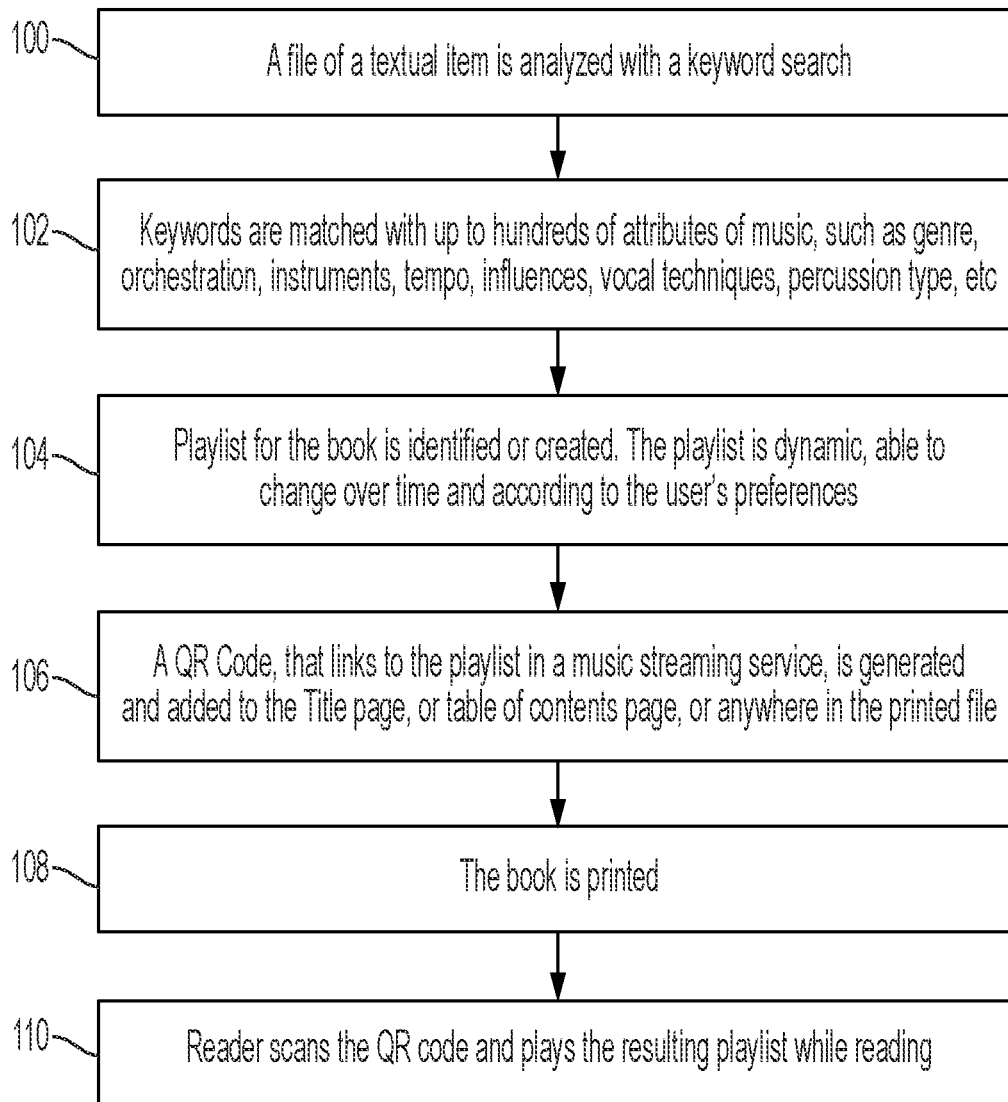 100
A file of a textual item is analyzed with a keyword search
102
Keywords are matched with up to hundreds of attributes of music, such as genre,
orchestration, instruments, tempo, influences, vocal techniques, percussion type, etc
104
Playlist for the book is identified or created. The playlist is dynamic, able to
change over time and according to the user's preferences
106
A QR Code, that links to the playlist in a music streaming service, is generated
and added to the Title page, or table of contents page, or anywhere in the printed file
108
The book is printed
110
Reader scans the QR code and plays the resulting playlist while reading